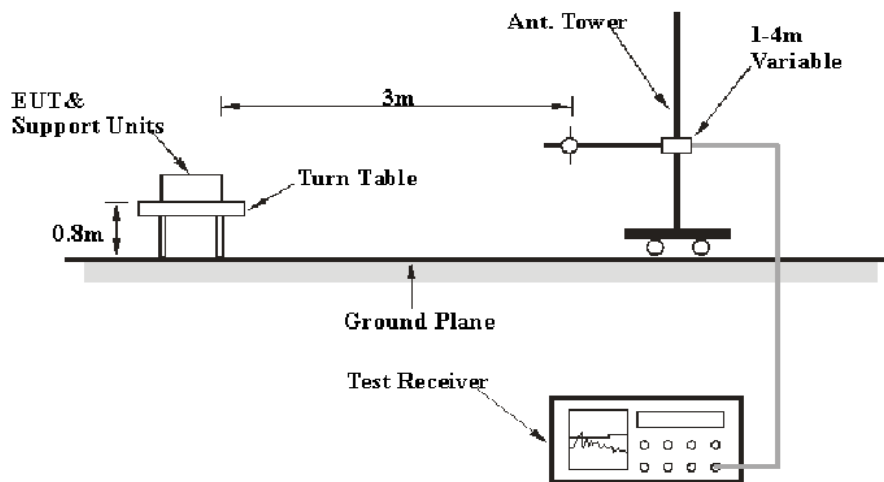 Ant. Tower
1-4m
Variable
3m
EUT &
Support Units
Turn Table
0.8m
Ground Plane
Test Receiver